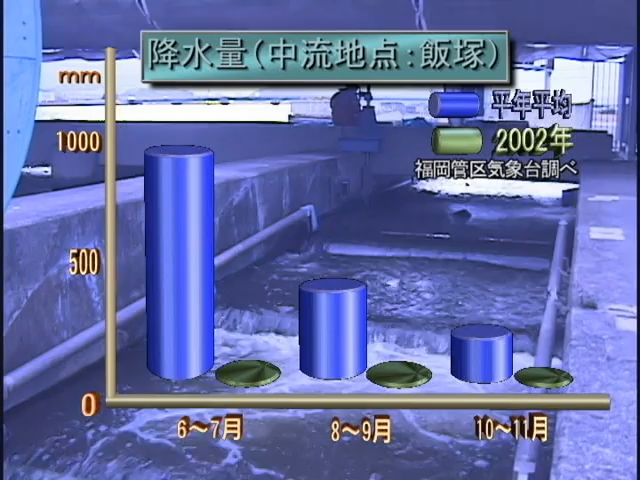 降水量(中流地点:飯塚)
mm
平年平均
1000
2002年
福岡管区気象台調べ
500
0
6〜7月
8〜9月
10〜11月